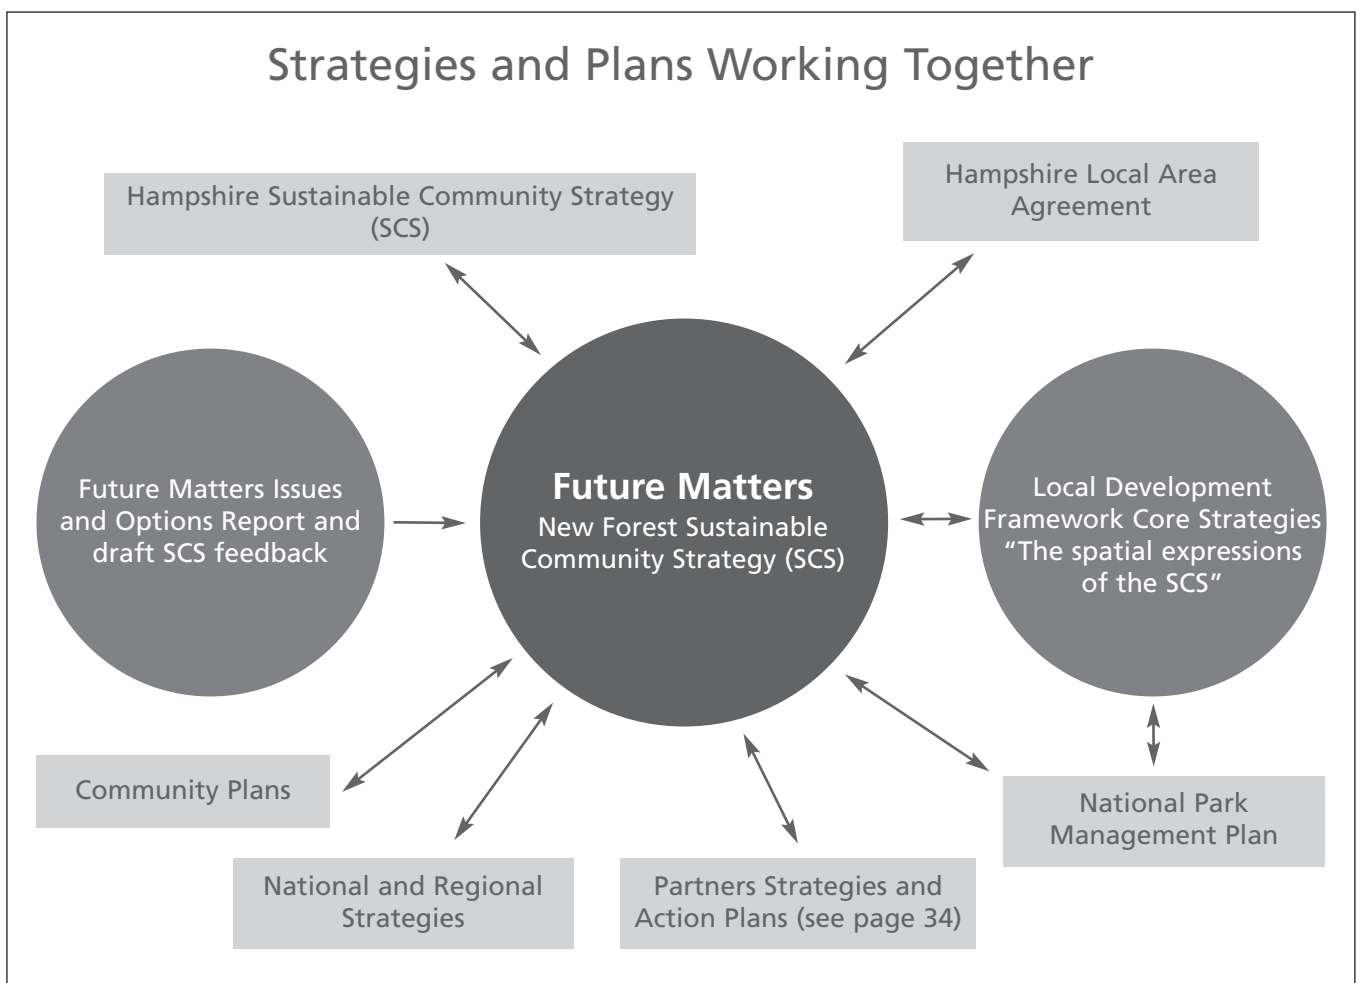 Strategies and Plans Working Together
Hampshire Sustainable Community Strategy
(SCS)
Hampshire Local Area
Agreement
Future Matters Issues
and Options Report and
draft SCS feedback
Future Matters
New Forest Sustainable
Community Strategy (SCS)
Local Development
Framework Core Strategies
“The spatial expressions
of the SCS”
Community Plans
National and Regional
Strategies
Partners Strategies and
Action Plans (see page 34)
National Park
Management Plan